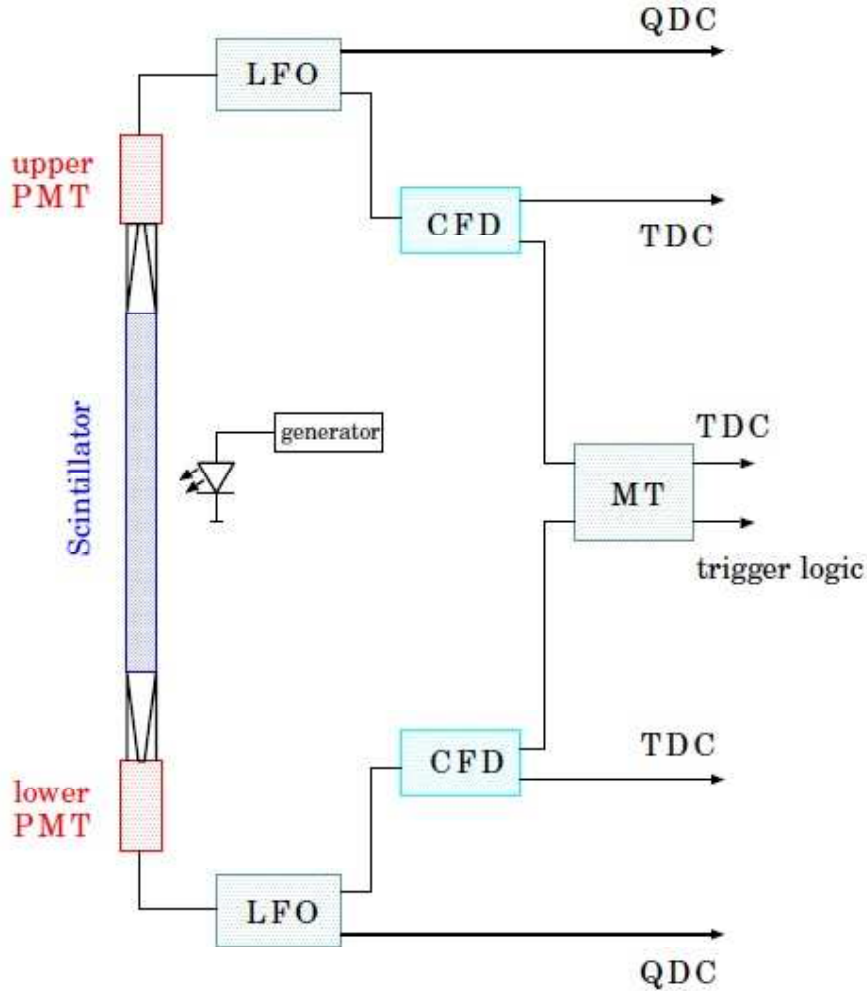 QDC
LFO
upper
PMT
CFD
TDC
Scintillator
generator
TDC
MT
trigger logic
CFD
TDC
lower
PMT
LFO
QDC